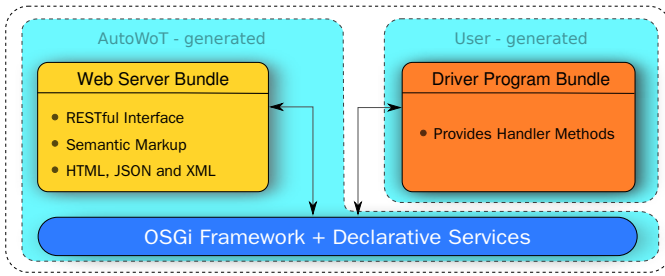 AutoWoT - generated
Web Server Bundle
• RESTful Interface
• Semantic Markup
• HTML, JSON and XML
User - generated
Driver Program Bundle
• Provides Handler Methods
OSGi Framework + Declarative Services